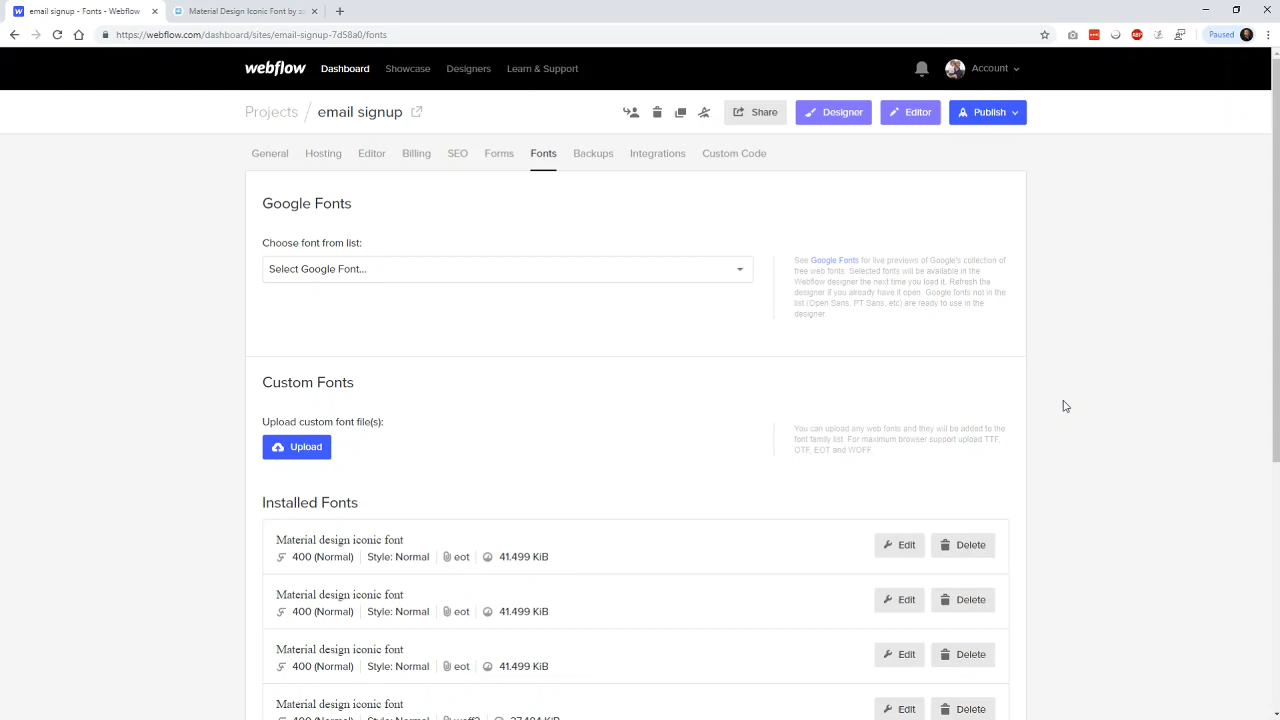 email signup - Fonts - Webflow
Material Design Iconic Font by
https://webflow.com/dashboard/sites/email-signup-7d58a0/fonts
ABP
Paused
webflow Dashboard Showcase Designers Learn & Support Account
Projects / email signup Share Designer Editor Publish
General Hosting Editor Billing SEO Forms Fonts Backups Integrations Custom Code
Google Fonts
Choose font from list:
Select Google Font...
See Google Fonts for live previews of Google's collection of
free web fonts. Selected fonts will be available in the
Webflow designer the next time you load it. Refresh the
designer if you already have it open. Google fonts not in the
list (Open Sans, PT Sans, etc) are ready to use in the
designer
Custom Fonts
Upload custom font file(s):
Upload
You can upload any web fonts and they will be added to the
font family list. For maximum browser support upload TTF,
OTF, EOT and WOFF.
Installed Fonts
Material design iconic font
400 (Normal) Style: Normal eot 41.499 KiB
Edit Delete
Material design iconic font
400 (Normal) Style: Normal eot 41.499 KiB
Edit Delete
Material design iconic font
400 (Normal) Style: Normal eot 41.499 KiB
Edit Delete
Material design iconic font
400 (Normal) Style: Normal woff2 37.404 KiB
Edit Delete